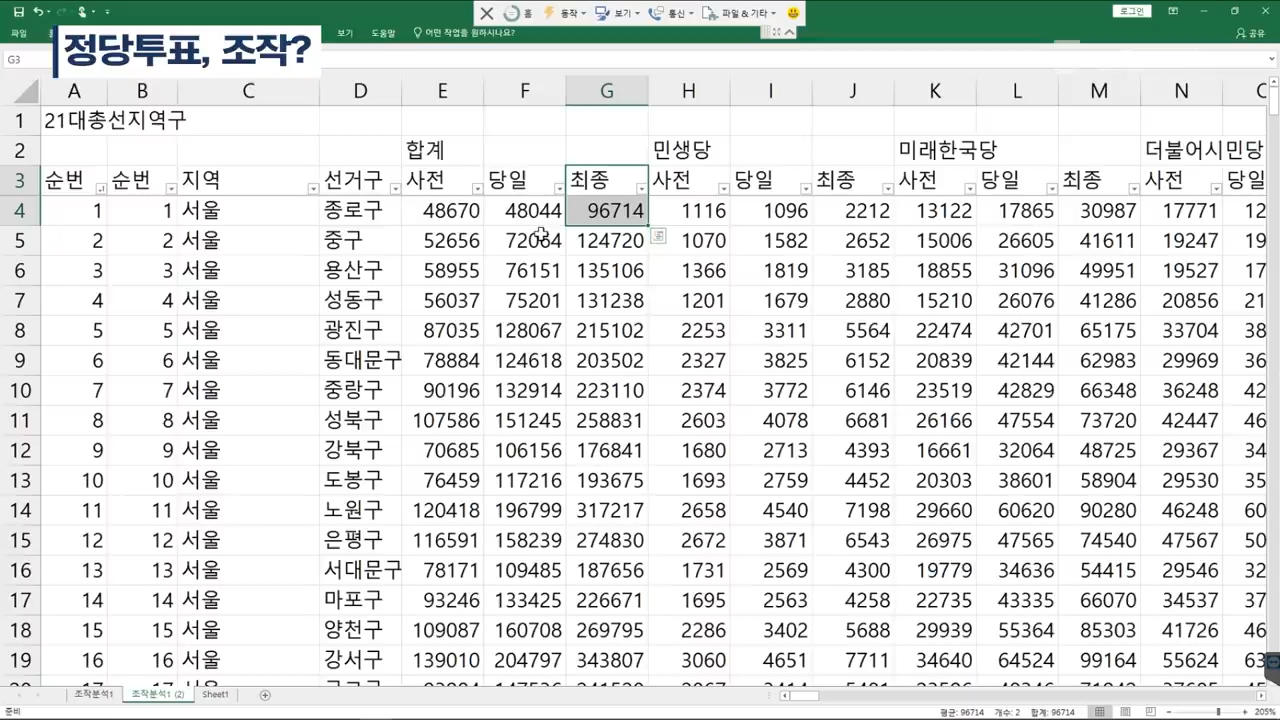 홈 동작 보기 통신 파일 & 기타 로그인
파일 보기 도움말 어떤 작업을 원하시나요? 공유
정당투표, 조작?
G3
A B C D E F G H I J K L M N
1 21대총선지역구
2 합계 민생당 미래한국당 더불어시민당
3 순번 순번 지역 선거구 사전 당일 최종 사전 당일 최종 사전 당일 최종 사전 당일
4 1 1 서울 종로구 48670 48044 96714 1116 1096 2212 13122 17865 30987 17771 12
5 2 2 서울 중구 52656 72064 124720 1070 1582 2652 15006 26605 41611 19247 19
6 3 3 서울 용산구 58955 76151 135106 1366 1819 3185 18855 31096 49951 19527 17
7 4 4 서울 성동구 56037 75201 131238 1201 1679 2880 15210 26076 41286 20856 21
8 5 5 서울 광진구 87035 128067 215102 2253 3311 5564 22474 42701 65175 33704 38
9 6 6 서울 동대문구 78884 124618 203502 2327 3825 6152 20839 42144 62983 29969 36
10 7 7 서울 중랑구 90196 132914 223110 2374 3772 6146 23519 42829 66348 36248 42
11 8 8 서울 성북구 107586 151245 258831 2603 4078 6681 26166 47554 73720 42447 46
12 9 9 서울 강북구 70685 106156 176841 1680 2713 4393 16661 32064 48725 29367 34
13 10 10 서울 도봉구 76459 117216 193675 1693 2759 4452 20303 38601 58904 29530 35
14 11 11 서울 노원구 120418 196799 317217 2658 4540 7198 29660 60620 90280 46248 60
15 12 12 서울 은평구 116591 158239 274830 2672 3871 6543 26975 47565 74540 47567 50
16 13 13 서울 서대문구 78171 109485 187656 1731 2569 4300 19779 34636 54415 29546 32
17 14 14 서울 마포구 93246 133425 226671 1695 2563 4258 22735 43335 66070 34537 37
18 15 15 서울 양천구 109087 160708 269795 2286 3402 5688 29939 55364 85303 41726 46
19 16 16 서울 강서구 139010 204797 343807 3060 4651 7711 34640 64524 99164 55624 63
조작분석1 조작분석1 (2) Sheet1
준비 평균: 96714 개수: 2 합계: 96714 205%